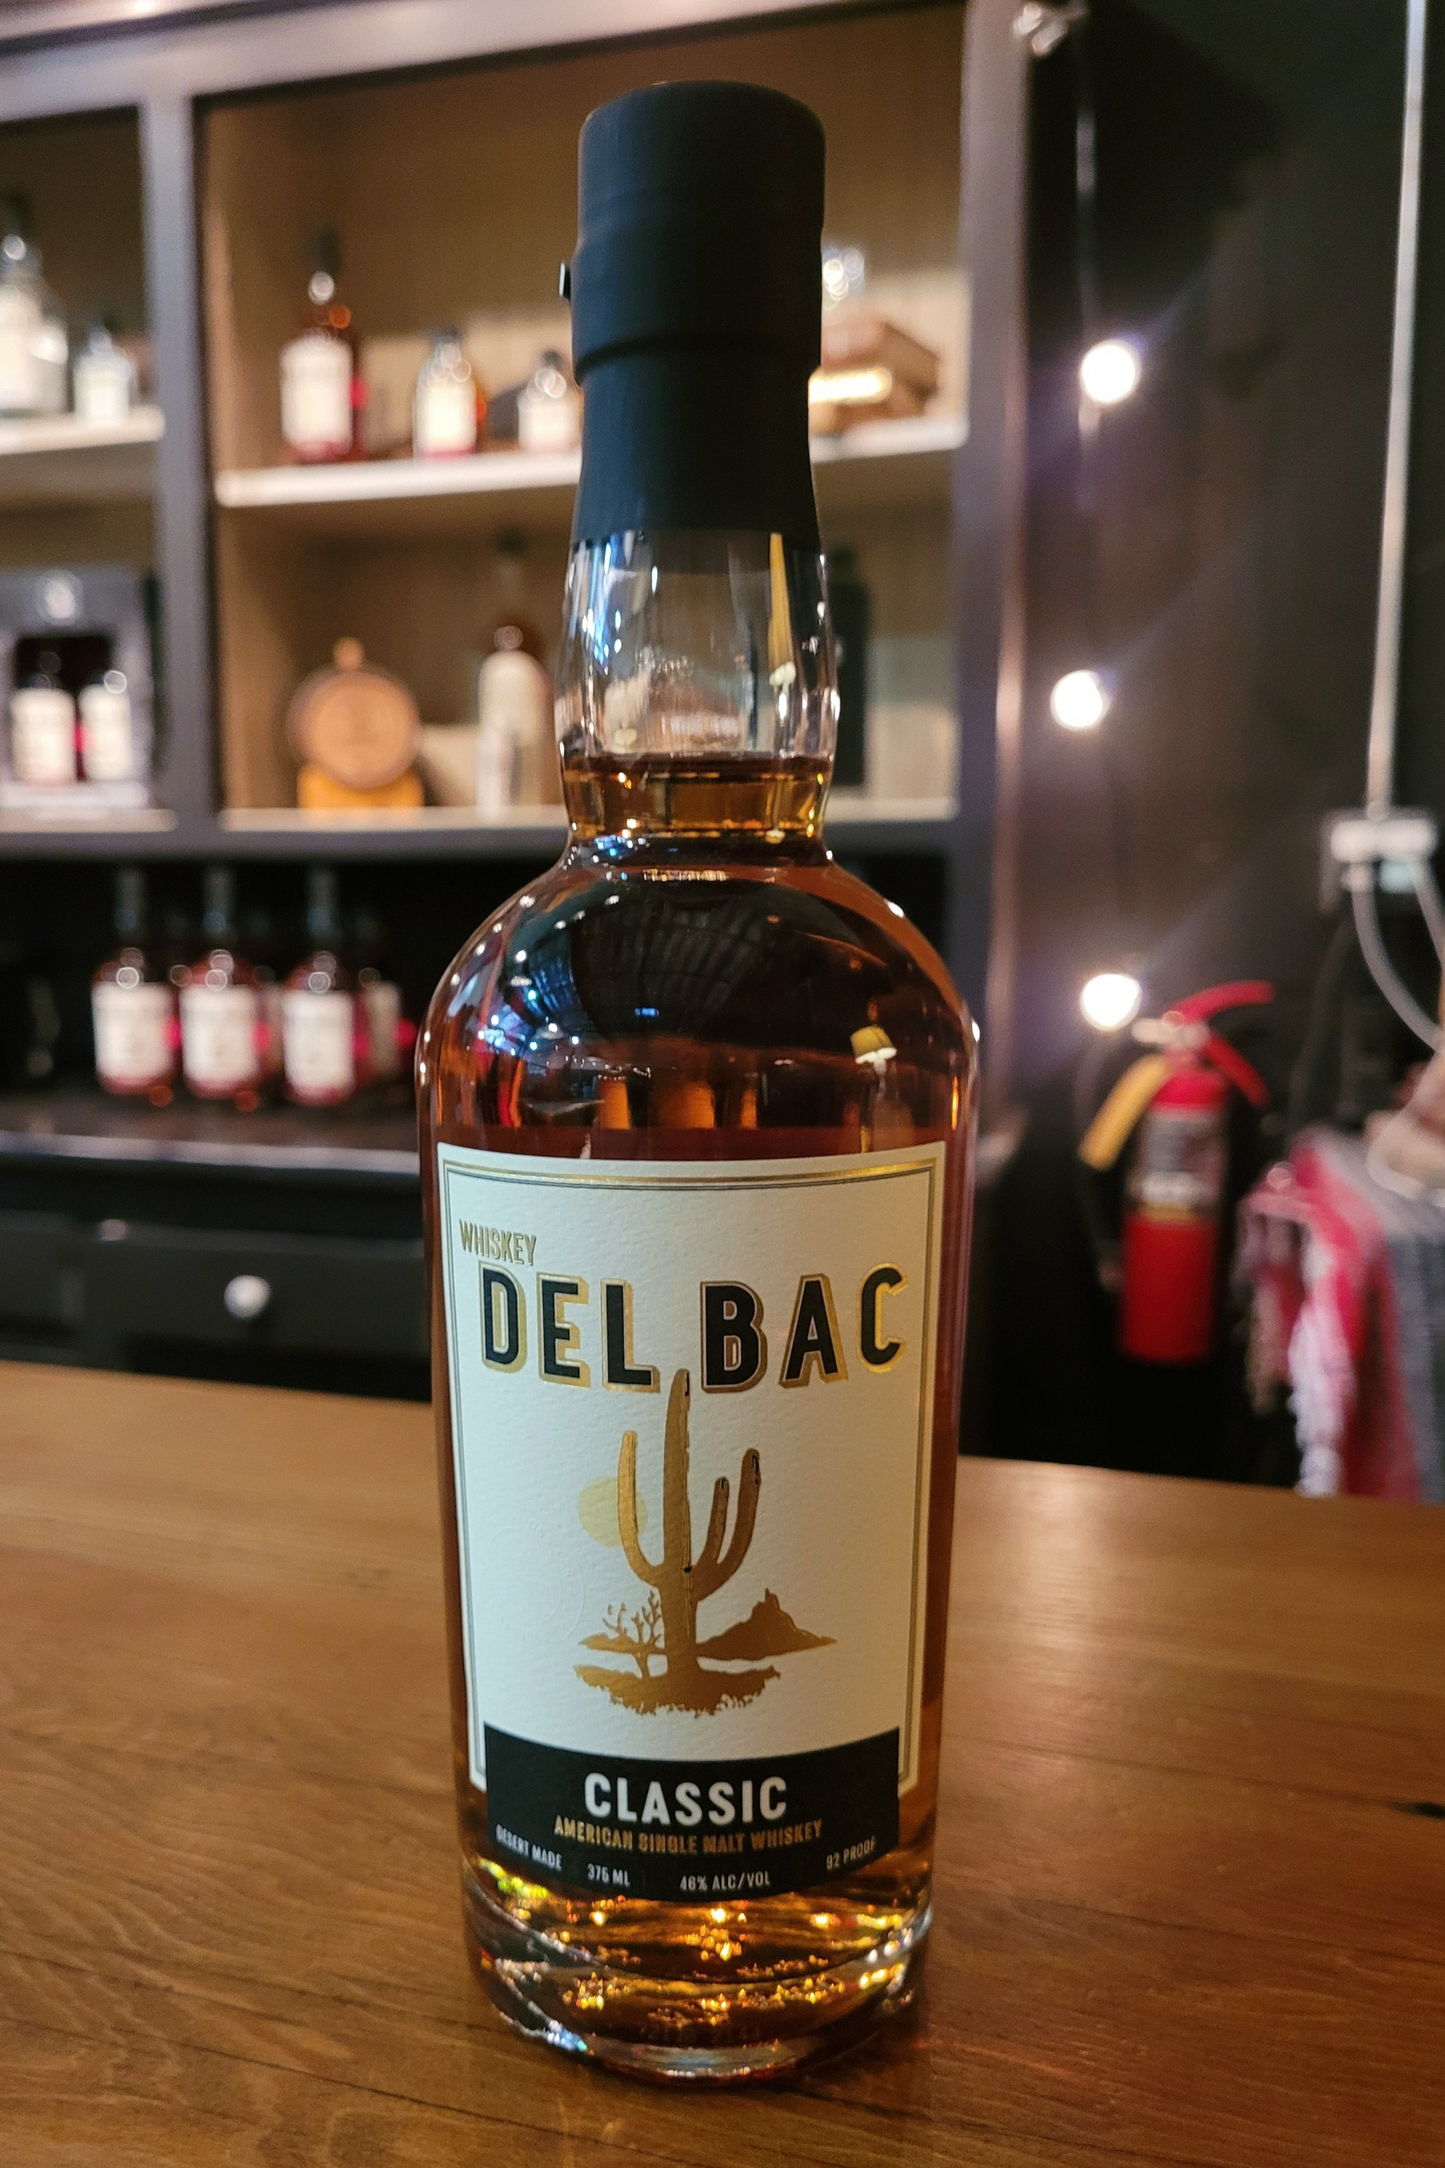 WHISKEY
DEL BAC
CLASSIC
AMERICAN SINGLE MALT WHISKEY
DESERT MADE 375 ML 46% ALC/VOL 92 PROOF